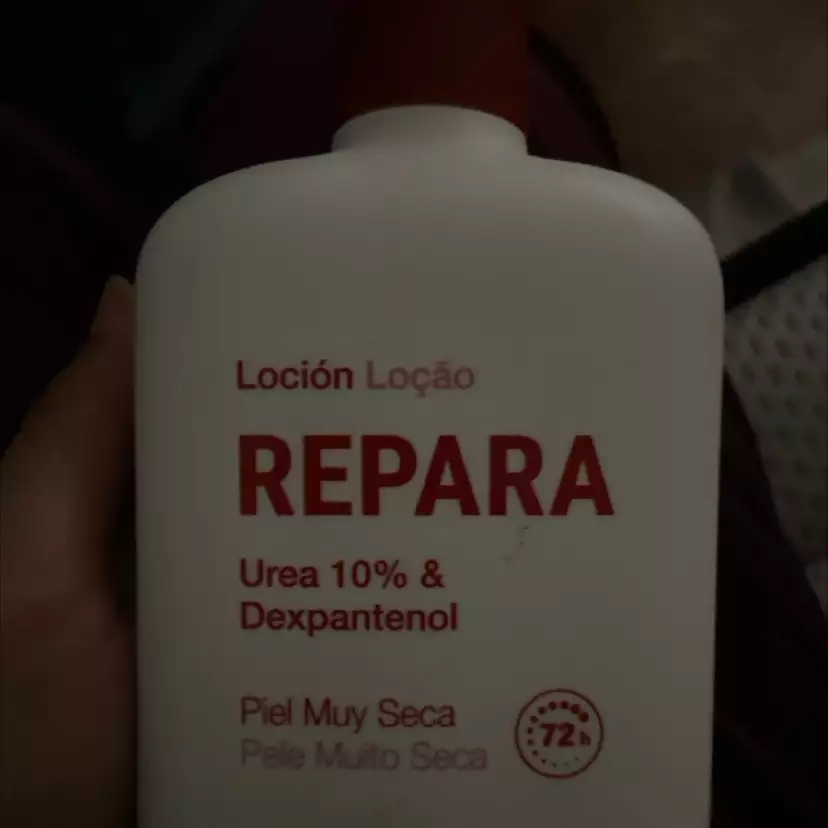 Loción Loção
REPARA
Urea 10% &
Dexpantenol
Piel Muy Seca
Pele Muito Seca
72h